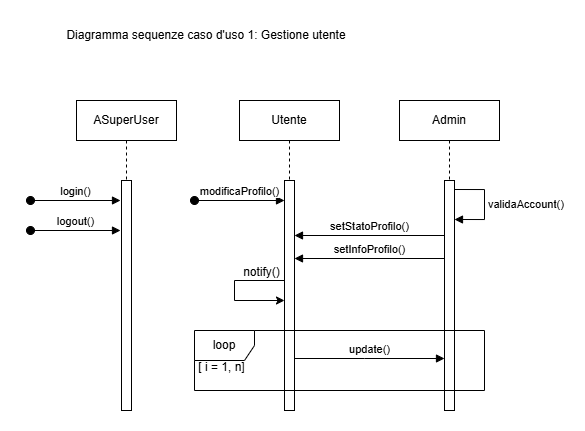 Diagramma sequenze caso d'uso 1: Gestione utente
ASuperUser
Utente
Admin
login()
modificaProfilo()
validaAccount()
logout()
setStatoProfilo()
setInfoProfilo()
notify()
loop
update()
[ i = 1, n]